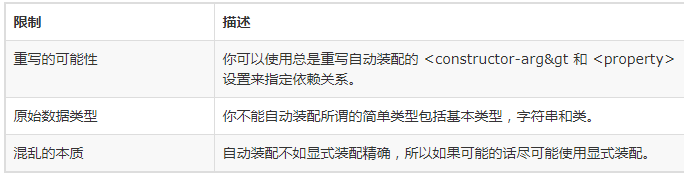 限制 描述
重写的可能性 你可以使用总是重写自动装配的 <constructor-arg&gt 和 <property>
设置来指定依赖关系。
原始数据类型 你不能自动装配所谓的简单类型包括基本类型，字符串和类。
混乱的本质 自动装配不如显式装配精确，所以如果可能的话尽可能使用显式装配。